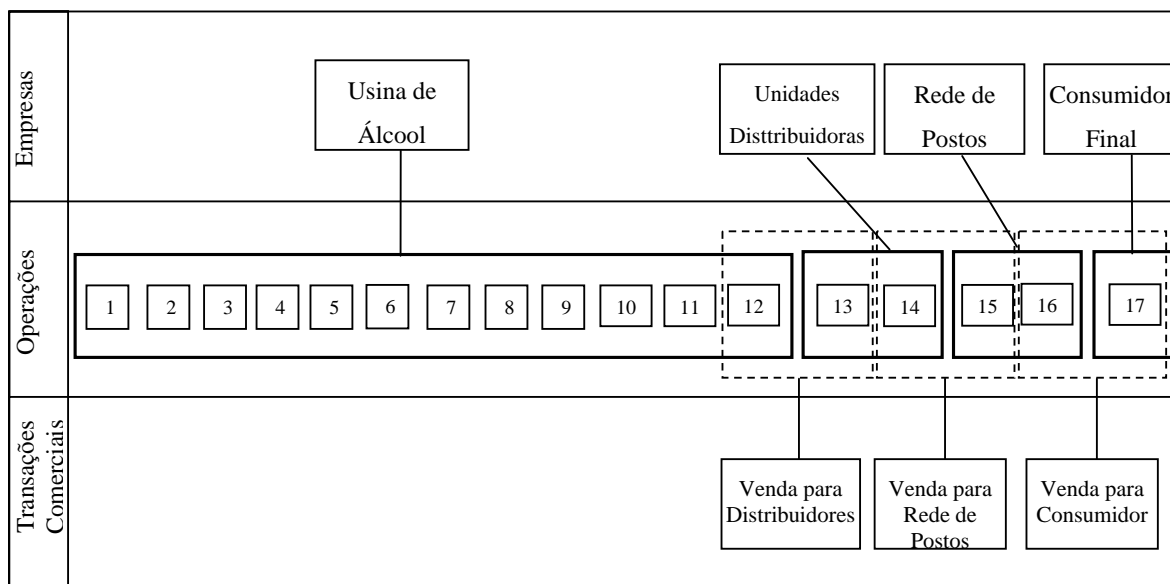 Empresas
Usina de
Álcool
Unidades
Disttribuidoras
Rede de
Postos
Consumidor
Final
Operações
1
2
3
4
5
6
7
8
9
10
11
12
13
14
15
16
17
Transações
Comerciais
Venda para
Distribuidores
Venda para
Rede de
Postos
Venda para
Consumidor